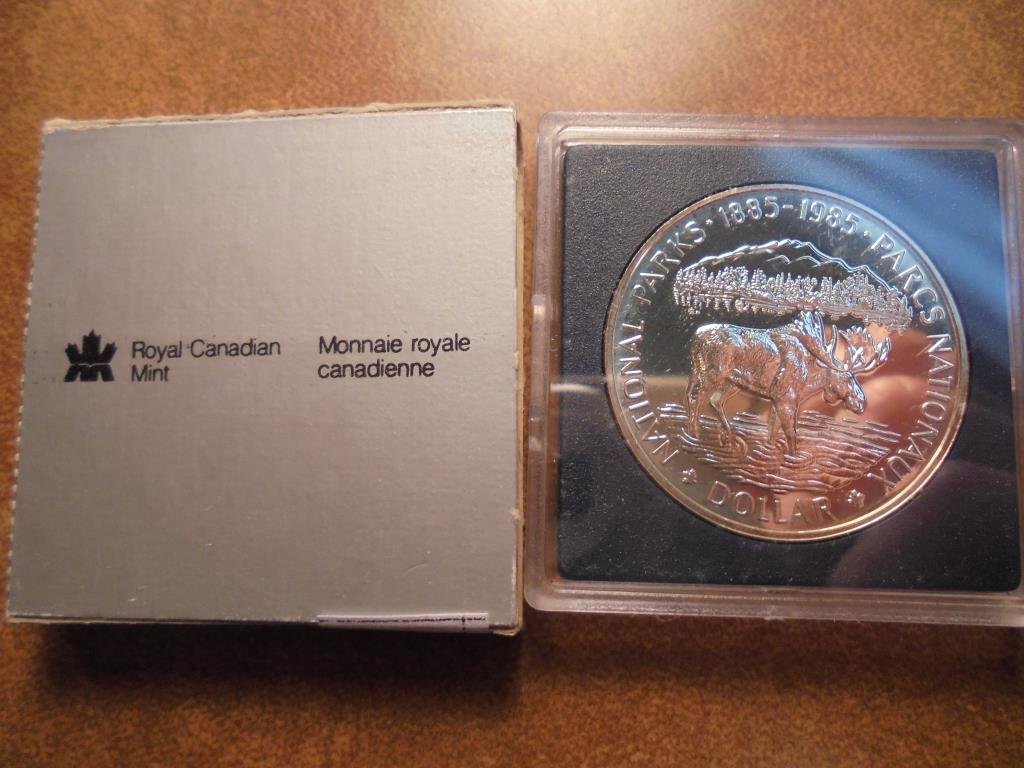 Royal Canadian
Mint
Monnaie royale
canadienne
NATIONAL PARKS · 1885-1985 · PARCS NATIONAUX
DOLLAR